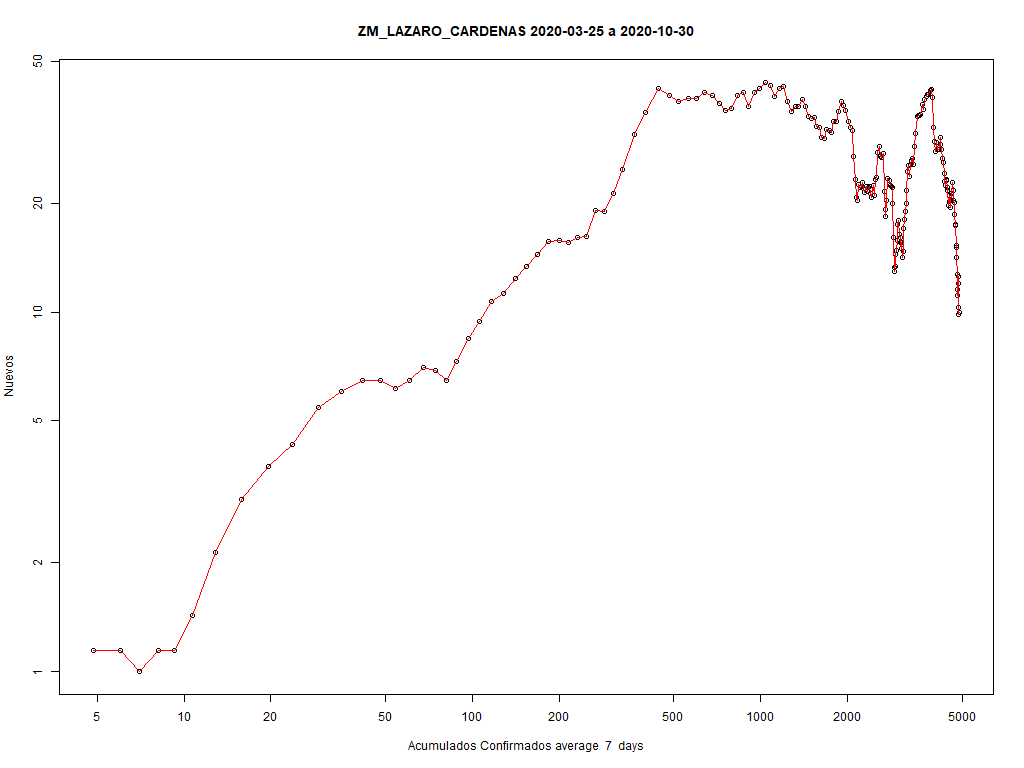 ZM_LAZARO_CARDENAS 2020-03-25 a 2020-10-30
50
20
10
5
2
1
Nuevos
5 10 20 50 100 200 500 1000 2000 5000
Acumulados Confirmados average 7 days